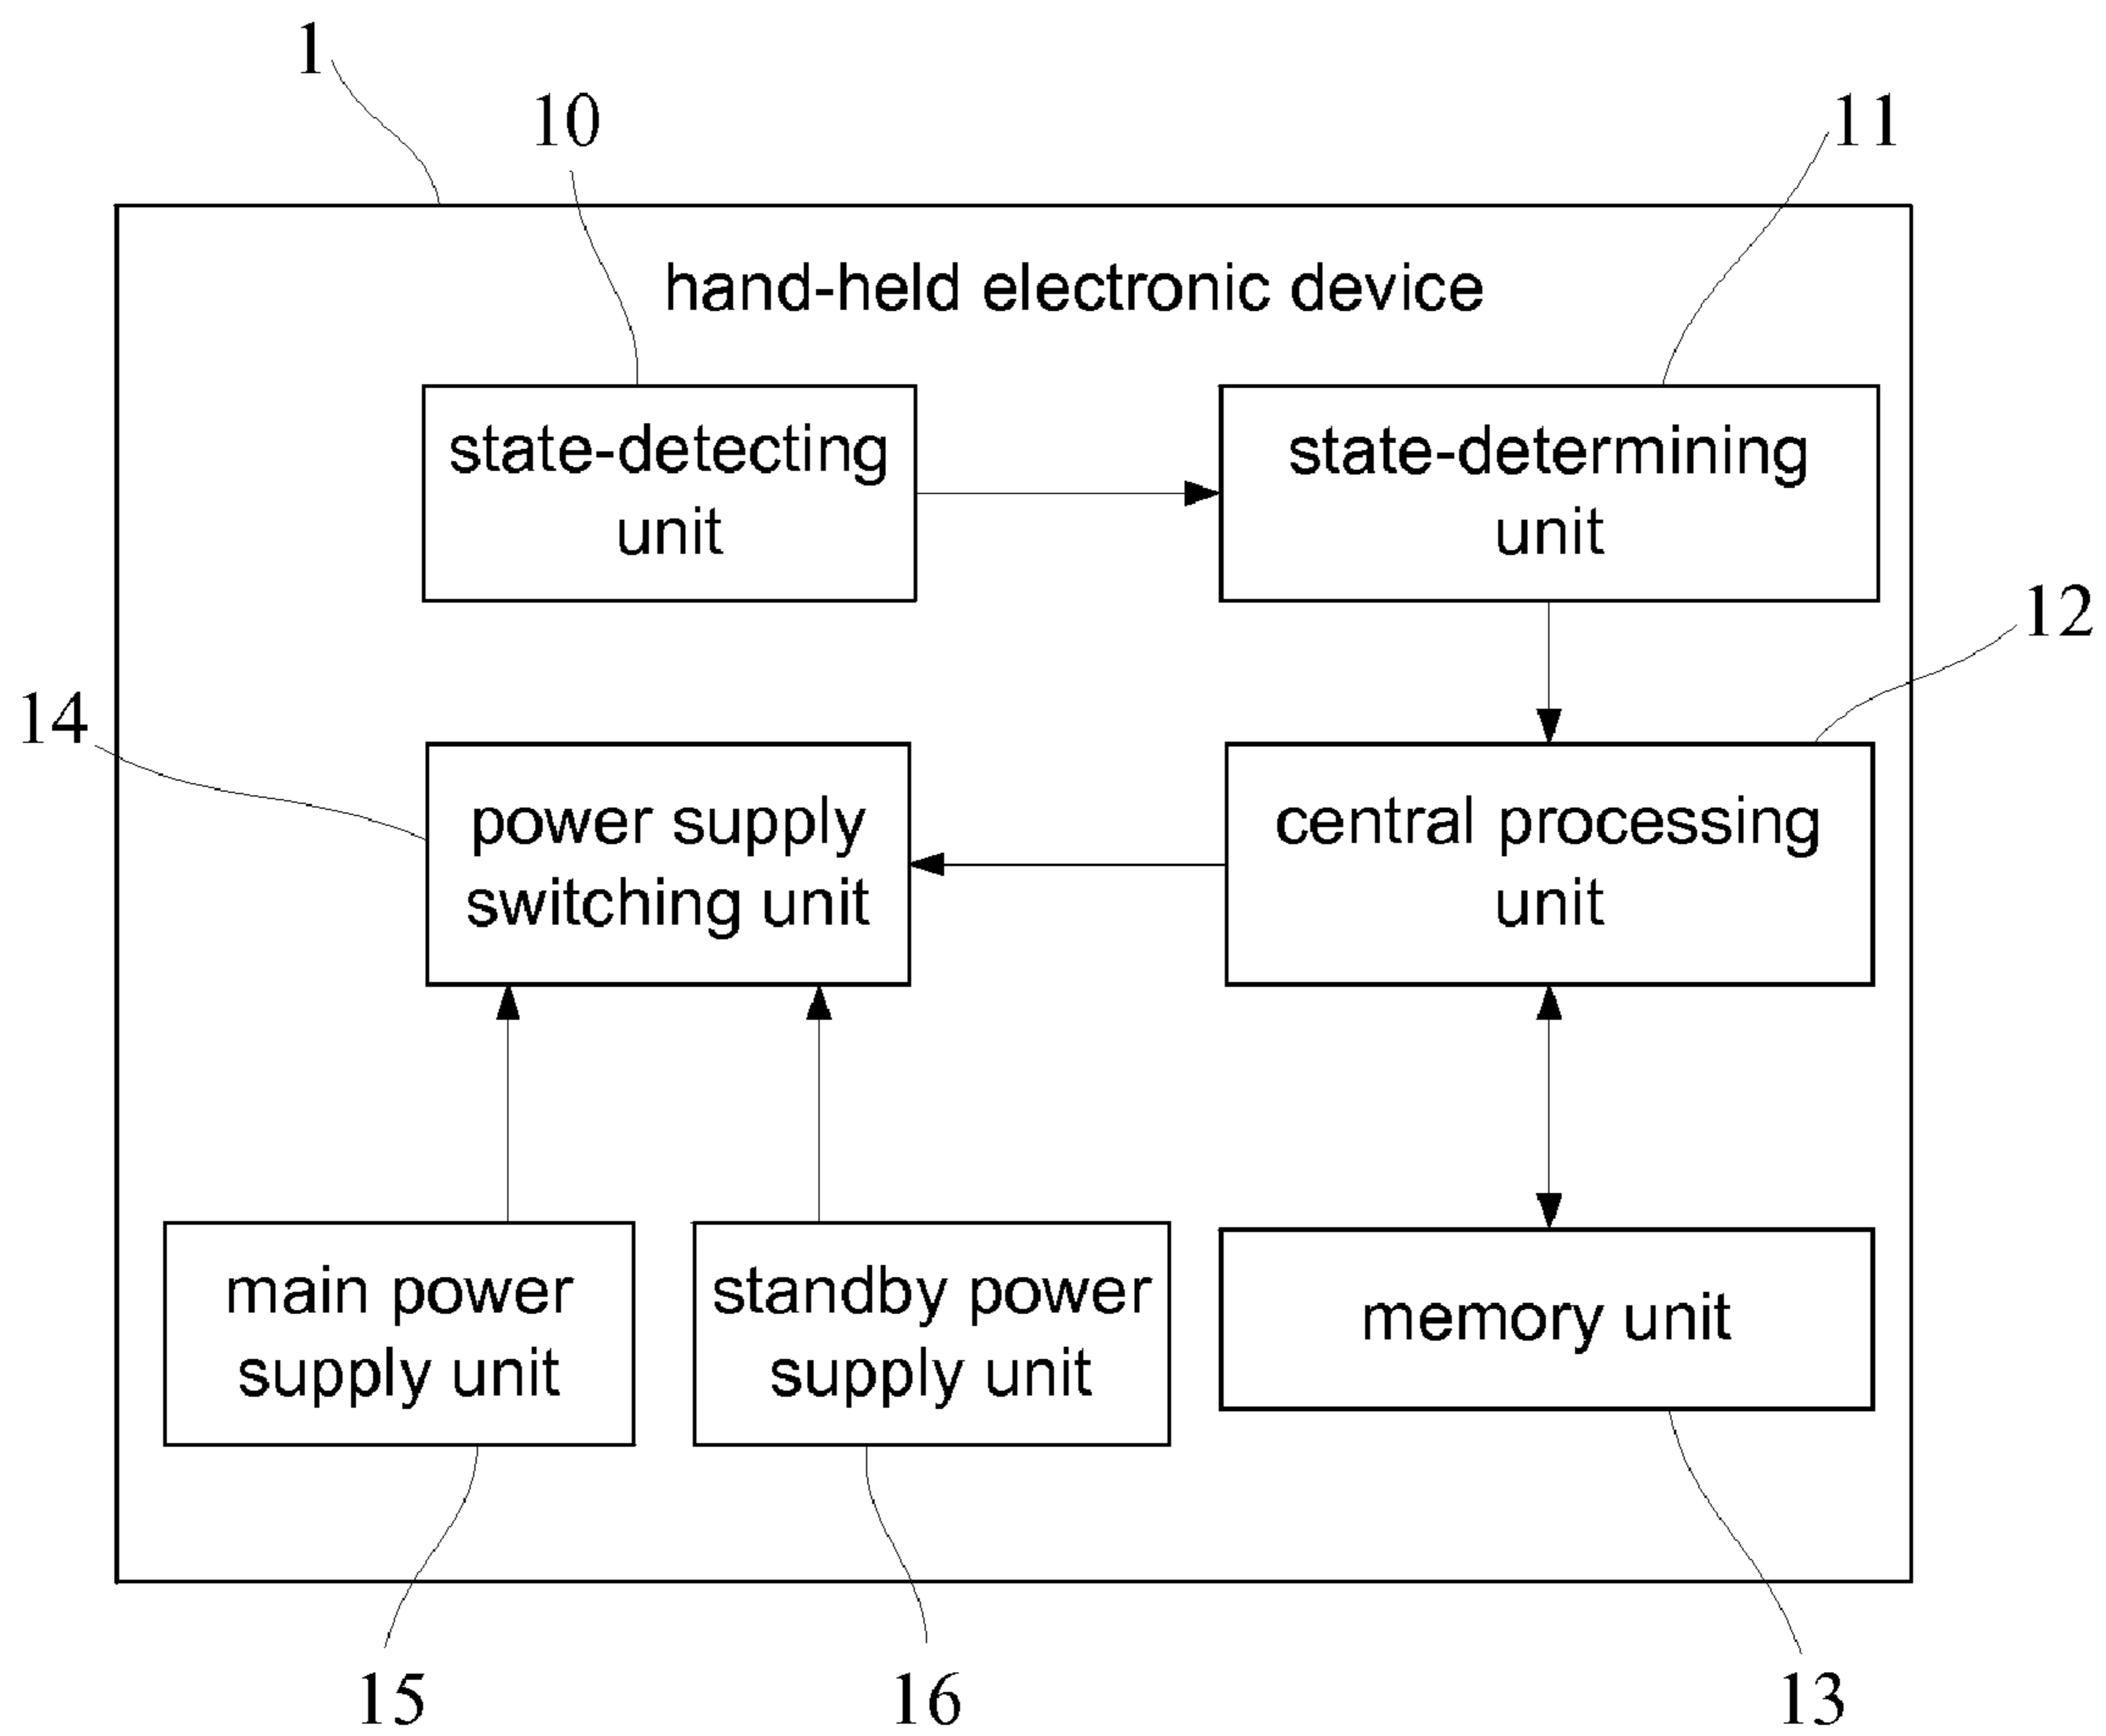 1
10
11
hand-held electronic device
state-detecting
unit
state-determining
unit
12
14
power supply
switching unit
central processing
unit
main power
supply unit
standby power
supply unit
memory unit
15
16
13